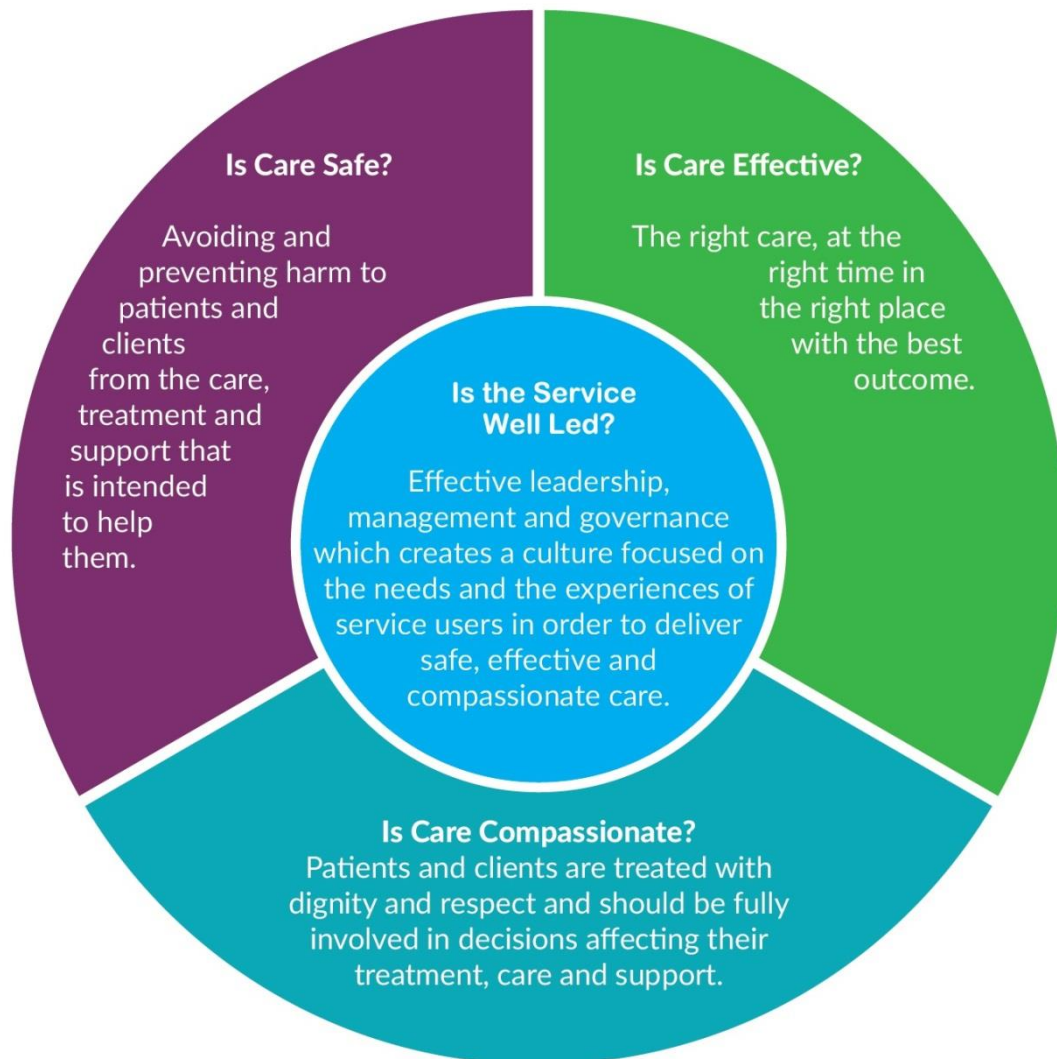 Is Care Safe?
Avoiding and
preventing harm to
patients and
clients
from the care,
treatment and
support that
is intended
to help
them.
Is Care Effective?
The right care, at the
right time in
the right place
with the best
outcome.
Is the Service
Well Led?
Effective leadership,
management and governance
which creates a culture focused on
the needs and the experiences of
service users in order to deliver
safe, effective and
compassionate care.
Is Care Compassionate?
Patients and clients are treated with
dignity and respect and should be fully
involved in decisions affecting their
treatment, care and support.